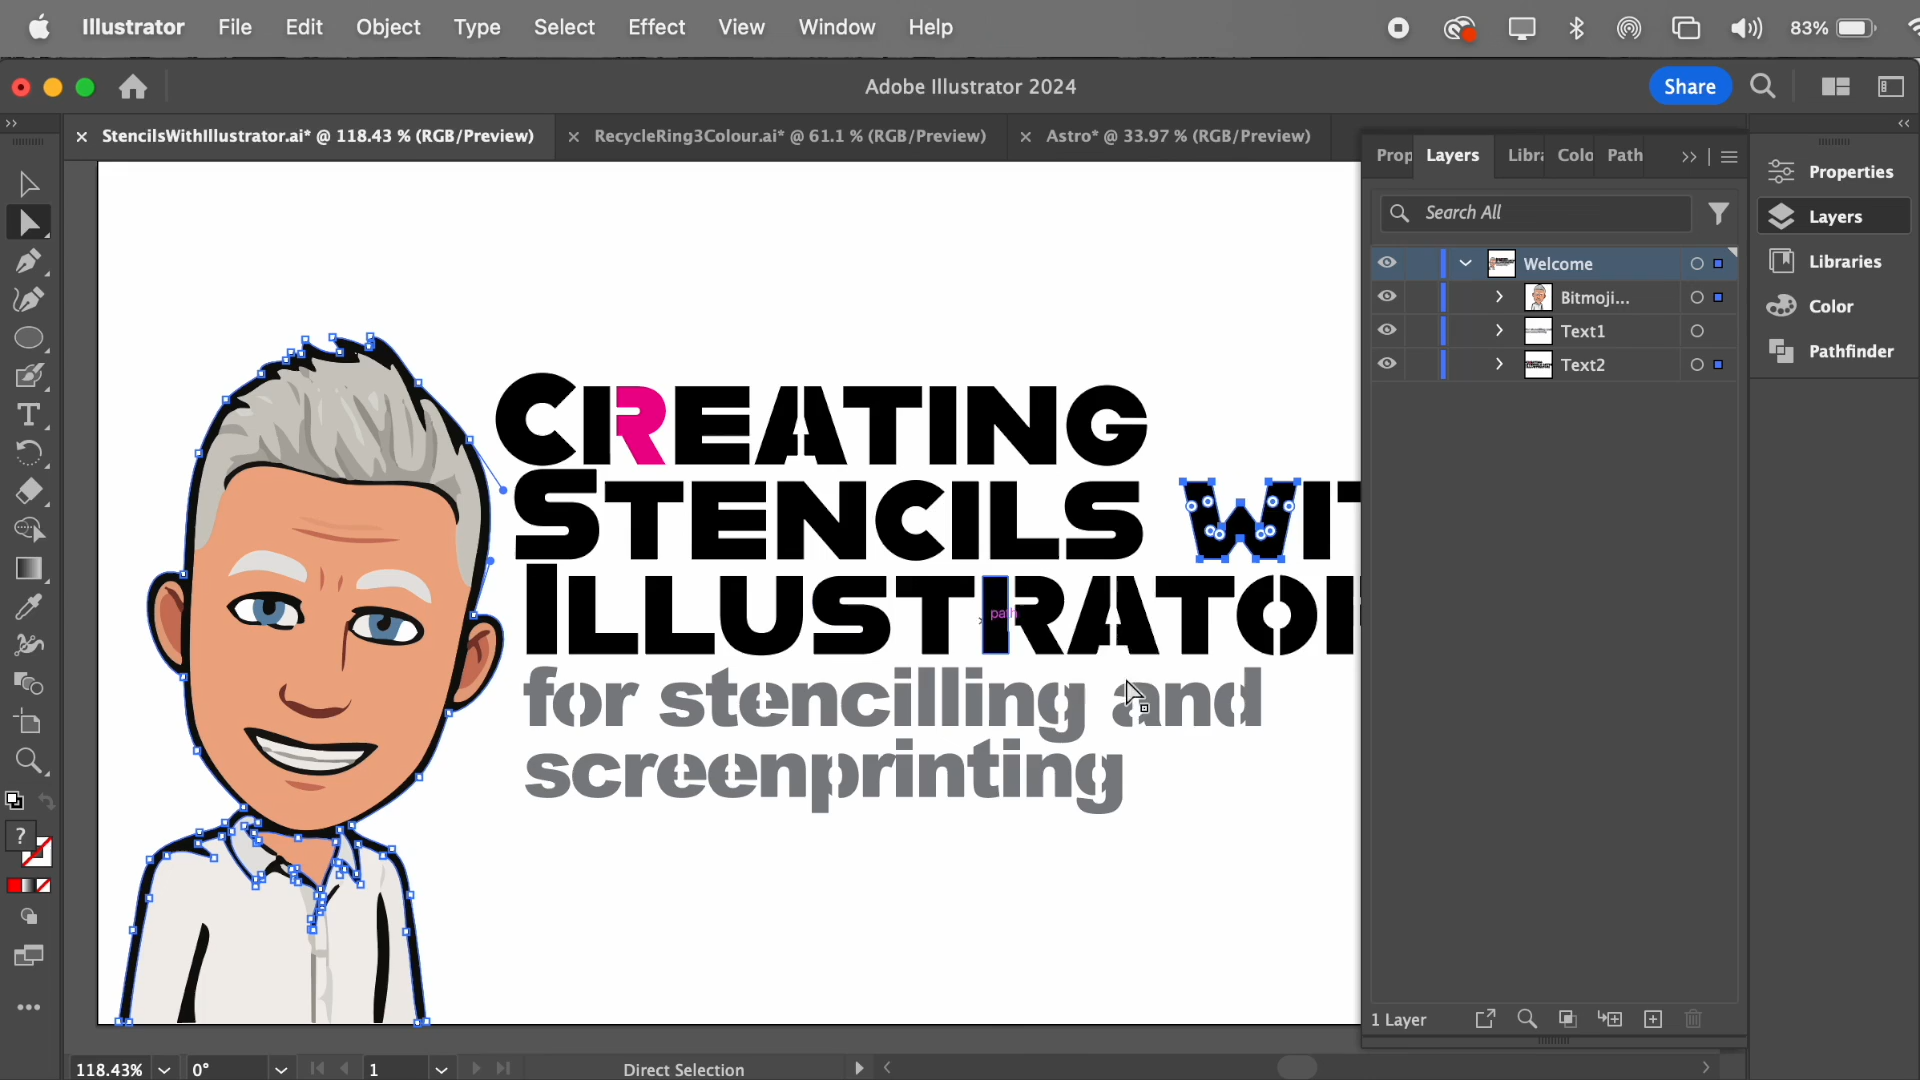 Illustrator File Edit Object Type Select Effect View Window Help 83%
Adobe Illustrator 2024 Share
StencilsWithIllustrator.ai* @ 118.43 % (RGB/Preview) RecycleRing3Colour.ai* @ 61.1 % (RGB/Preview) Astro* @ 33.97 % (RGB/Preview)
Prop Layers Libra Colo Path
Properties
Search All
Layers
Welcome
Libraries
Bitmoji...
Color
Text1
Pathfinder
Text2
CREATING
STENCILS WIT
ILLUSTRATOR
path
for stencilling and
screenprinting
?
1 Layer
118.43% 0° 1 Direct Selection